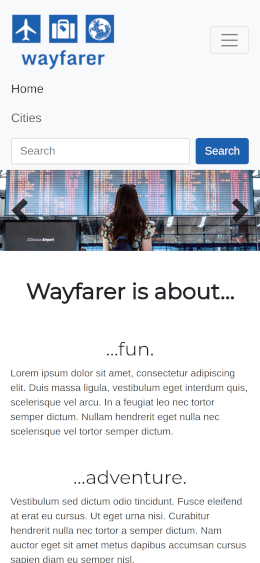 wayfarer
Home
Cities
Search
Search
Wayfarer is about...
...fun.
Lorem ipsum dolor sit amet, consectetur adipiscing
elit. Duis massa ligula, vestibulum eget interdum quis,
scelerisque vel arcu. In a feugiat leo nec tortor
semper dictum. Nullam hendrerit eget nulla nec
scelerisque vel tortor semper dictum.
...adventure.
Vestibulum sed dictum odio tincidunt. Fusce eleifend
at erat eu cursus. Ut eget urna nisi. Curabitur
hendrerit nulla nec tortor a semper dictum. Nam
auctor eget sit amet metus dapibus accumsan cursus
sapien diam eu semper nisl.